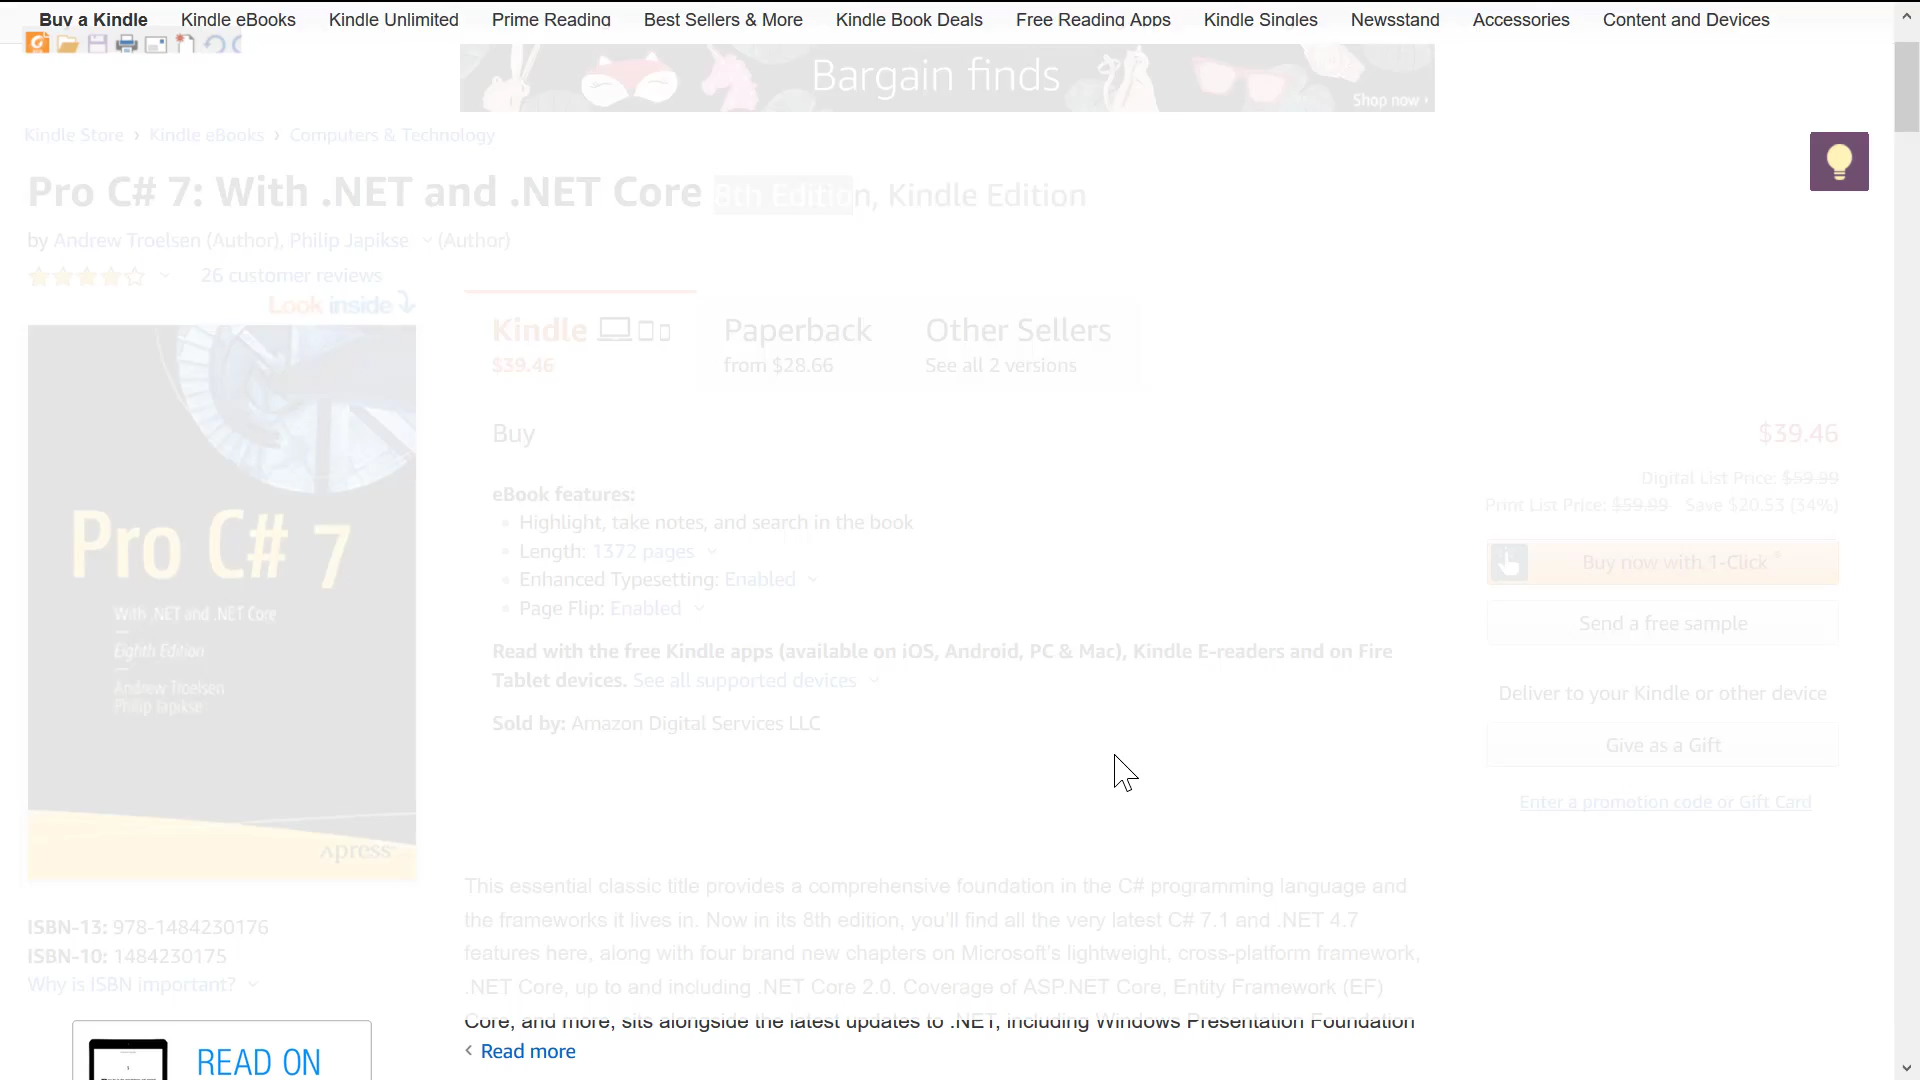 Buy a Kindle Kindle eBooks Kindle Unlimited Prime Reading Best Sellers & More Kindle Book Deals Free Reading Apps Kindle Singles Newsstand Accessories Content and Devices
Bargain finds
Shop now ›
Kindle Store › Kindle eBooks › Computers & Technology
Pro C# 7: With .NET and .NET Core 8th Edition, Kindle Edition
by Andrew Troelsen (Author), Philip Japikse (Author)
26 customer reviews
Look inside
Pro C# 7
With .NET and .NET Core
Eighth Edition
Andrew Troelsen
Philip Japikse
Apress
ISBN-13: 978-1484230176
ISBN-10: 1484230175
Why is ISBN important?
READ ON
Kindle
$39.46
Paperback
from $28.66
Other Sellers
See all 2 versions
Buy
eBook features:
• Highlight, take notes, and search in the book
• Length: 1372 pages
• Enhanced Typesetting: Enabled
• Page Flip: Enabled
Read with the free Kindle apps (available on iOS, Android, PC & Mac), Kindle E-readers and on Fire
Tablet devices. See all supported devices
Sold by: Amazon Digital Services LLC
This essential classic title provides a comprehensive foundation in the C# programming language and
the frameworks it lives in. Now in its 8th edition, you'll find all the very latest C# 7.1 and .NET 4.7
features here, along with four brand new chapters on Microsoft's lightweight, cross-platform framework,
.NET Core, up to and including .NET Core 2.0. Coverage of ASP.NET Core, Entity Framework (EF)
Core, and more, sits alongside the latest updates to .NET, including Windows Presentation Foundation
‹ Read more
$39.46
Digital List Price: $59.99
Print List Price: $59.99 Save $20.53 (34%)
Buy now with 1-Click ®
Send a free sample
Deliver to your Kindle or other device
Give as a Gift
Enter a promotion code or Gift Card